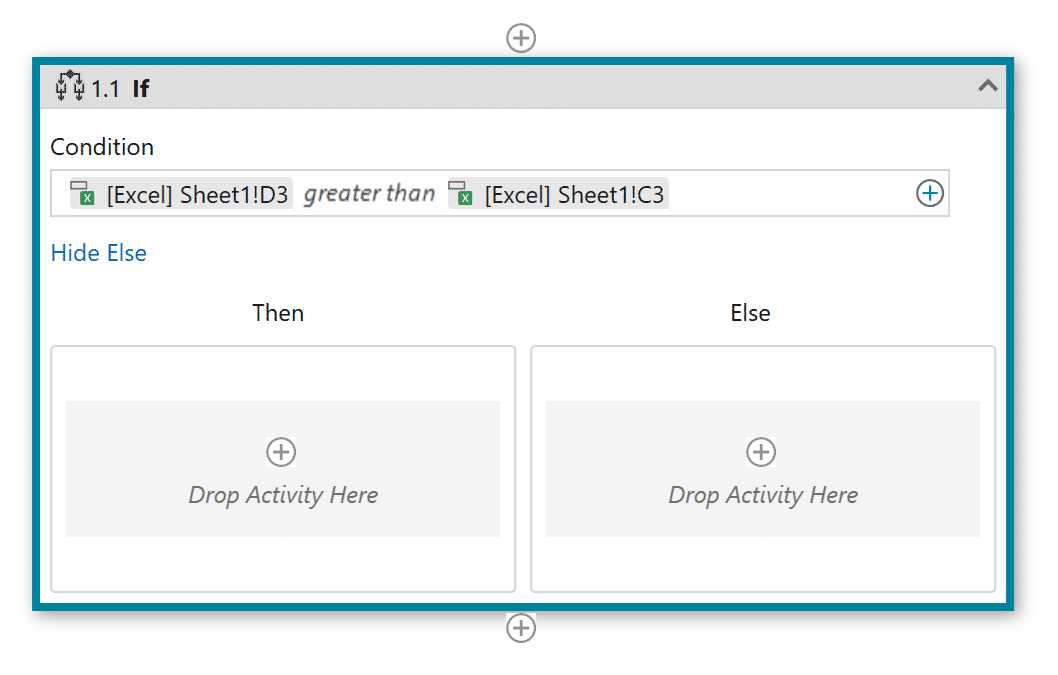 1.1 If
Condition
[Excel] Sheet1!D3 greater than [Excel] Sheet1!C3
Hide Else
Then Else
Drop Activity Here Drop Activity Here